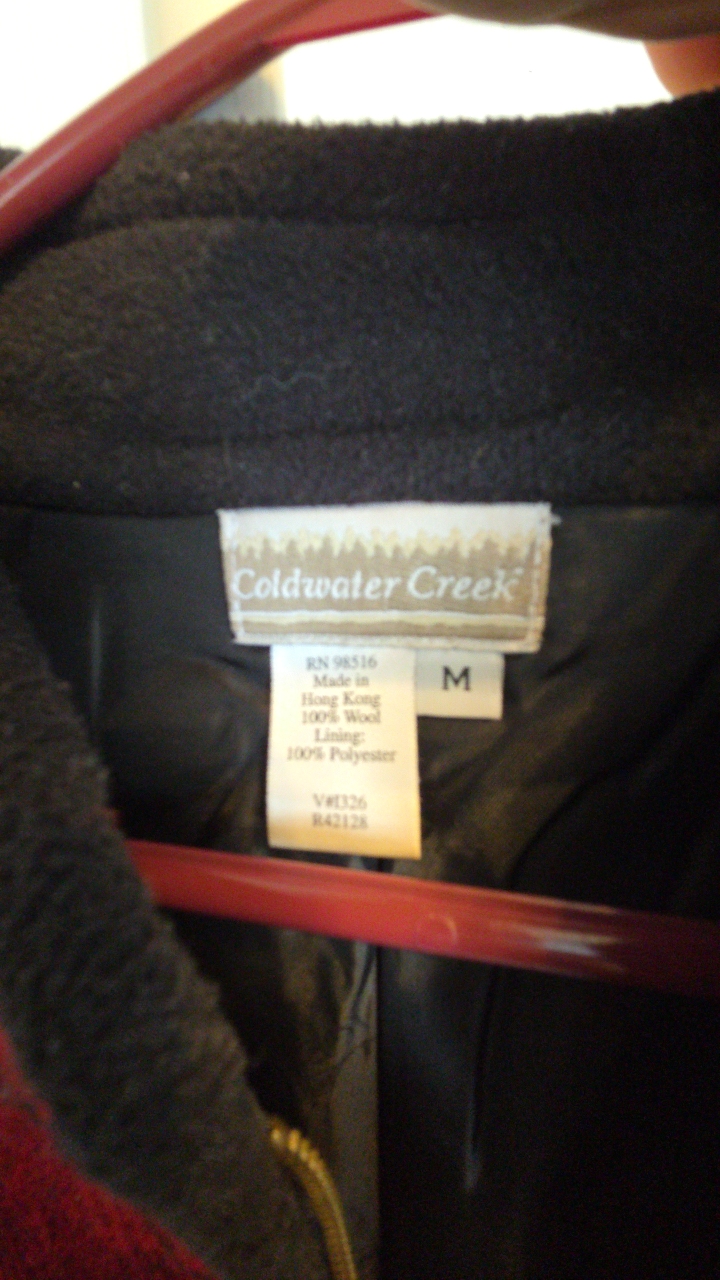 Coldwater Creek
RN 98516
Made in
Hong Kong
100% Wool
Lining:
100% Polyester
V#I326
R42128
M